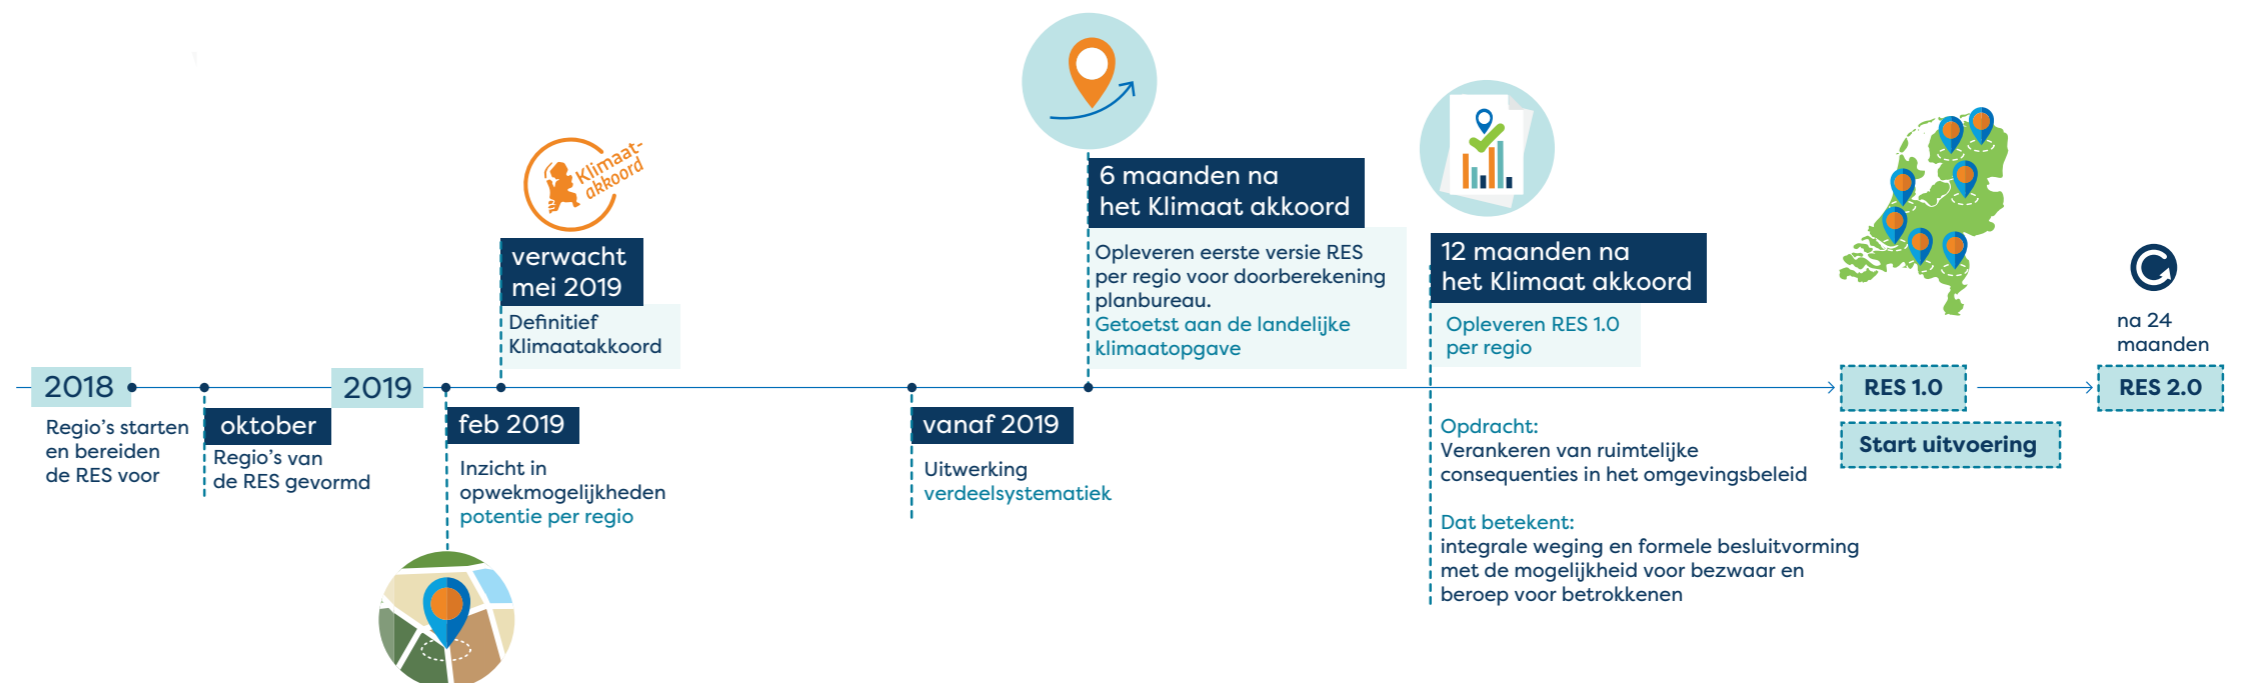 2018
Regio's starten
en bereiden
de RES voor
oktober
Regio's van
de RES gevormd
2019
feb 2019
Inzicht in
opwekmogelijkheden
potentie per regio
Klimaat-
akkoord
verwacht
mei 2019
Definitief
Klimaatakkoord
vanaf 2019
Uitwerking
verdeelsystematiek
6 maanden na
het Klimaat akkoord
Opleveren eerste versie RES
per regio voor doorberekening
planbureau.
Getoetst aan de landelijke
klimaatopgave
12 maanden na
het Klimaat akkoord
Opleveren RES 1.0
per regio
Opdracht:
Verankeren van ruimtelijke
consequenties in het omgevingsbeleid
Dat betekent:
integrale weging en formele besluitvorming
met de mogelijkheid voor bezwaar en
beroep voor betrokkenen
RES 1.0
Start uitvoering
na 24
maanden
RES 2.0